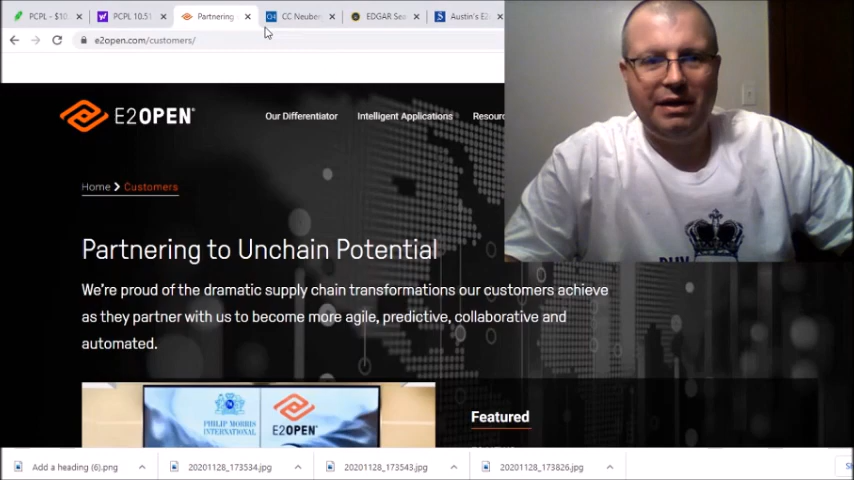 PCPL - $10
PCPL 10.51
Partnering
CC Neuber
EDGAR Sea
Austin's E2
e2open.com/customers/
E2OPEN
Our Differentiator
Intelligent Applications
Resour
Home > Customers
Partnering to Unchain Potential
We're proud of the dramatic supply chain transformations our customers achieve
as they partner with us to become more agile, predictive, collaborative and
automated.
PHILIP MORRIS
INTERNATIONAL
E2OPEN
Featured
Add a heading (6).png
20201128_173534.jpg
20201128_173543.jpg
20201128_173826.jpg